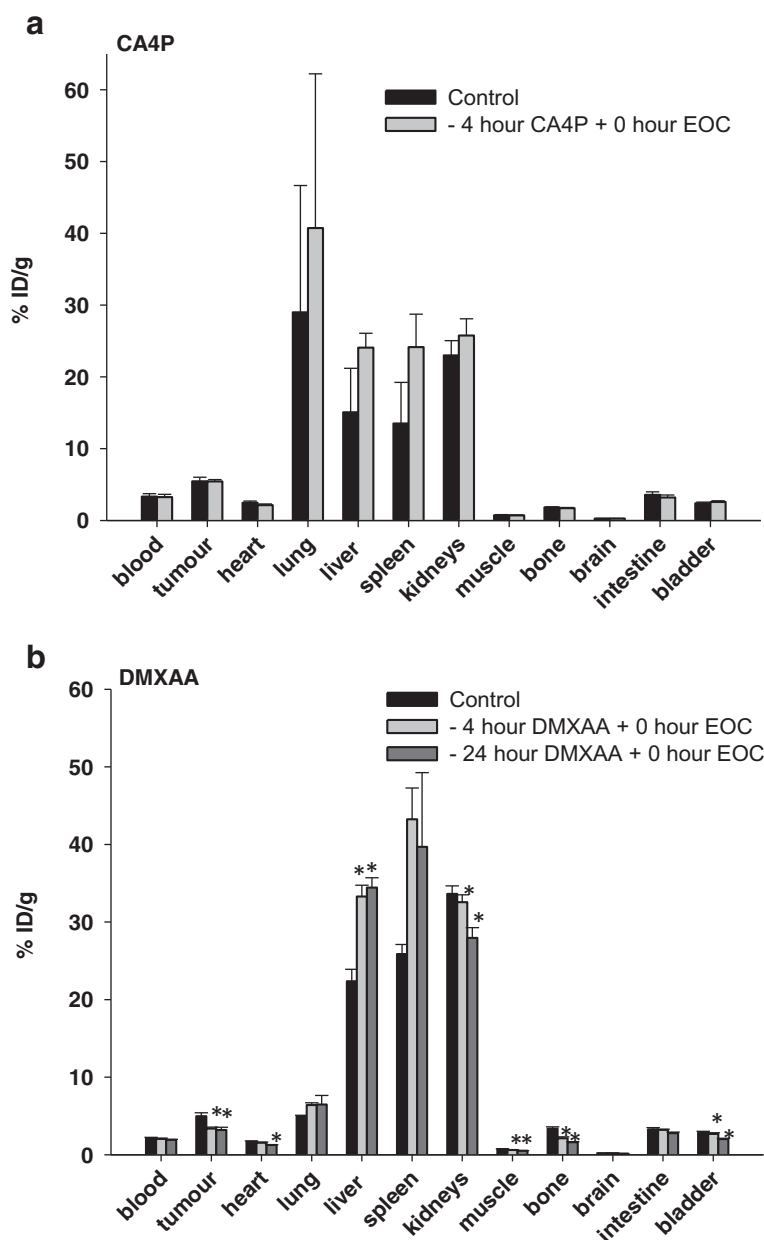 a
CA4P
Control
- 4 hour CA4P + 0 hour EOC
% ID/g
60
50
40
30
20
10
0
blood
tumour
heart
lung
liver
spleen
kidneys
muscle
bone
brain
intestine
bladder
b
DMXAA
Control
- 4 hour DMXAA + 0 hour EOC
- 24 hour DMXAA + 0 hour EOC
% ID/g
60
50
40
30
20
10
0
* *
* *
*
* *
* *
* *
* *
blood
tumour
heart
lung
liver
spleen
kidneys
muscle
bone
brain
intestine
bladder